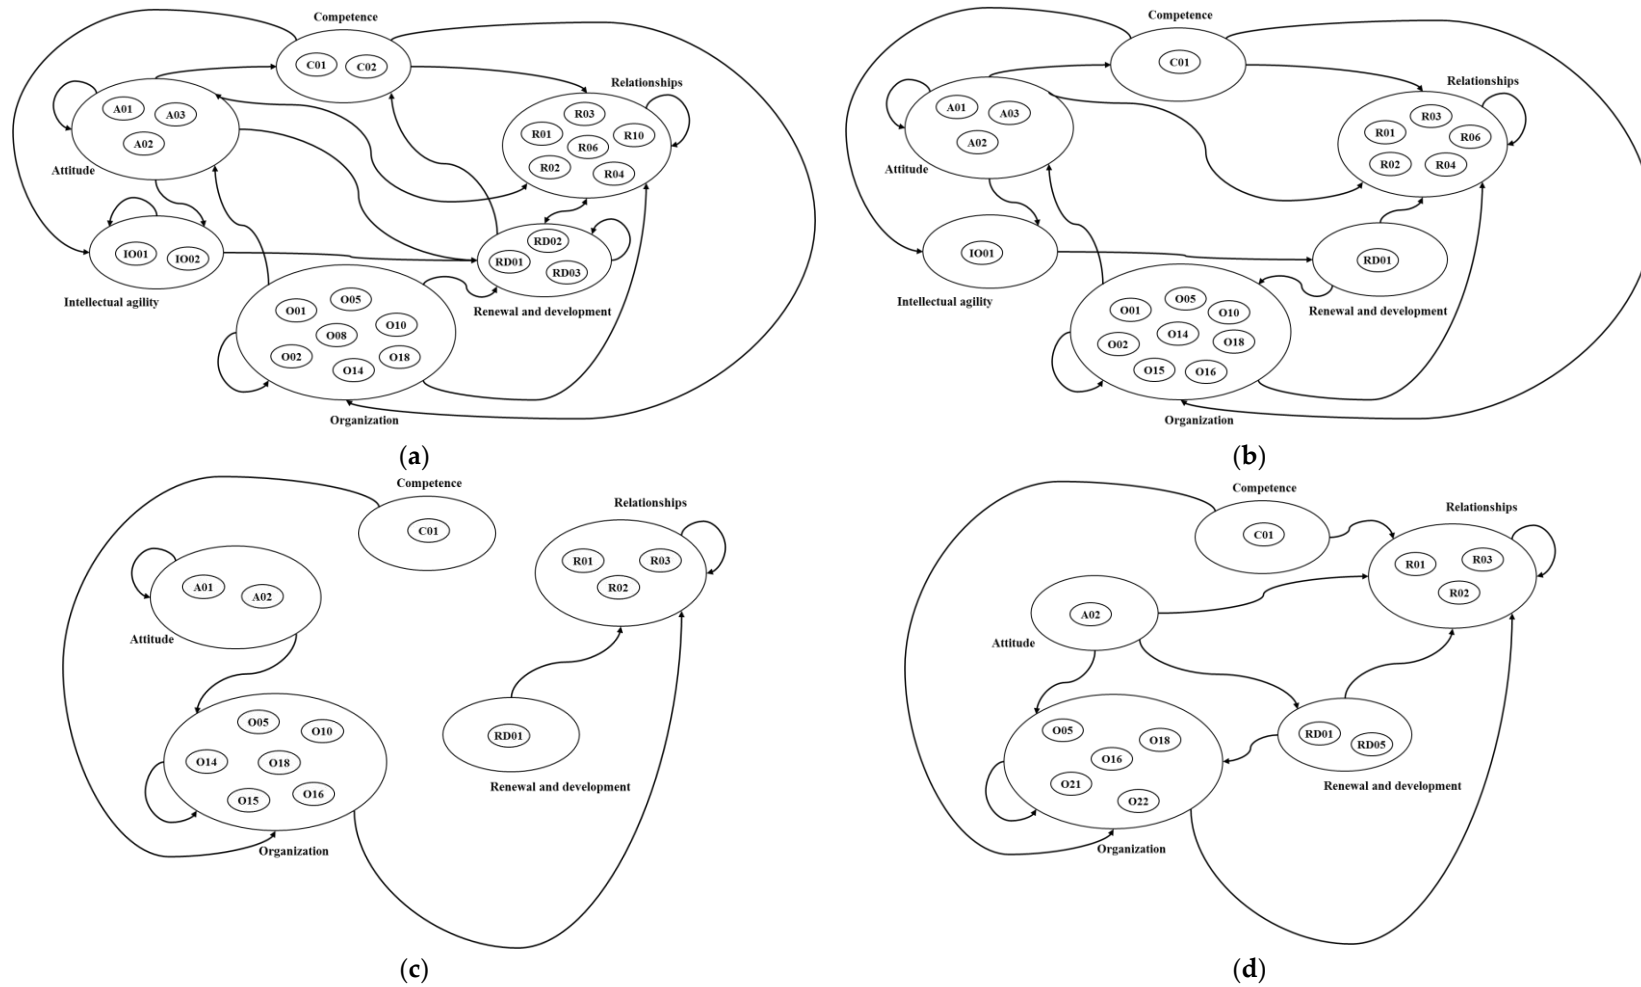 Competence
C01 C02
Relationships
A01 A03
A02
R03
R01 R10
R06
R02 R04
Attitude
IO01 IO02
Intellectual agility
RD02
RD01
RD03
Renewal and development
O05
O01
O10
O08
O02 O18
O14
Organization
(a)
Competence
C01
Relationships
A01 A03
A02
R03
R01 R06
R02 R04
Attitude
IO01
Intellectual agility
RD01
Renewal and development
O05
O01 O10
O14
O02 O18
O15 O16
Organization
(b)
Competence
C01
Relationships
R01 R03
R02
A01 A02
Attitude
O05
O10
O14 O18
O15 O16
Organization
RD01
Renewal and development
(c)
Competence
C01
Relationships
R01 R03
R02
A02
Attitude
O05 O18
O16
O21
O22
Organization
RD01 RD05
Renewal and development
(d)